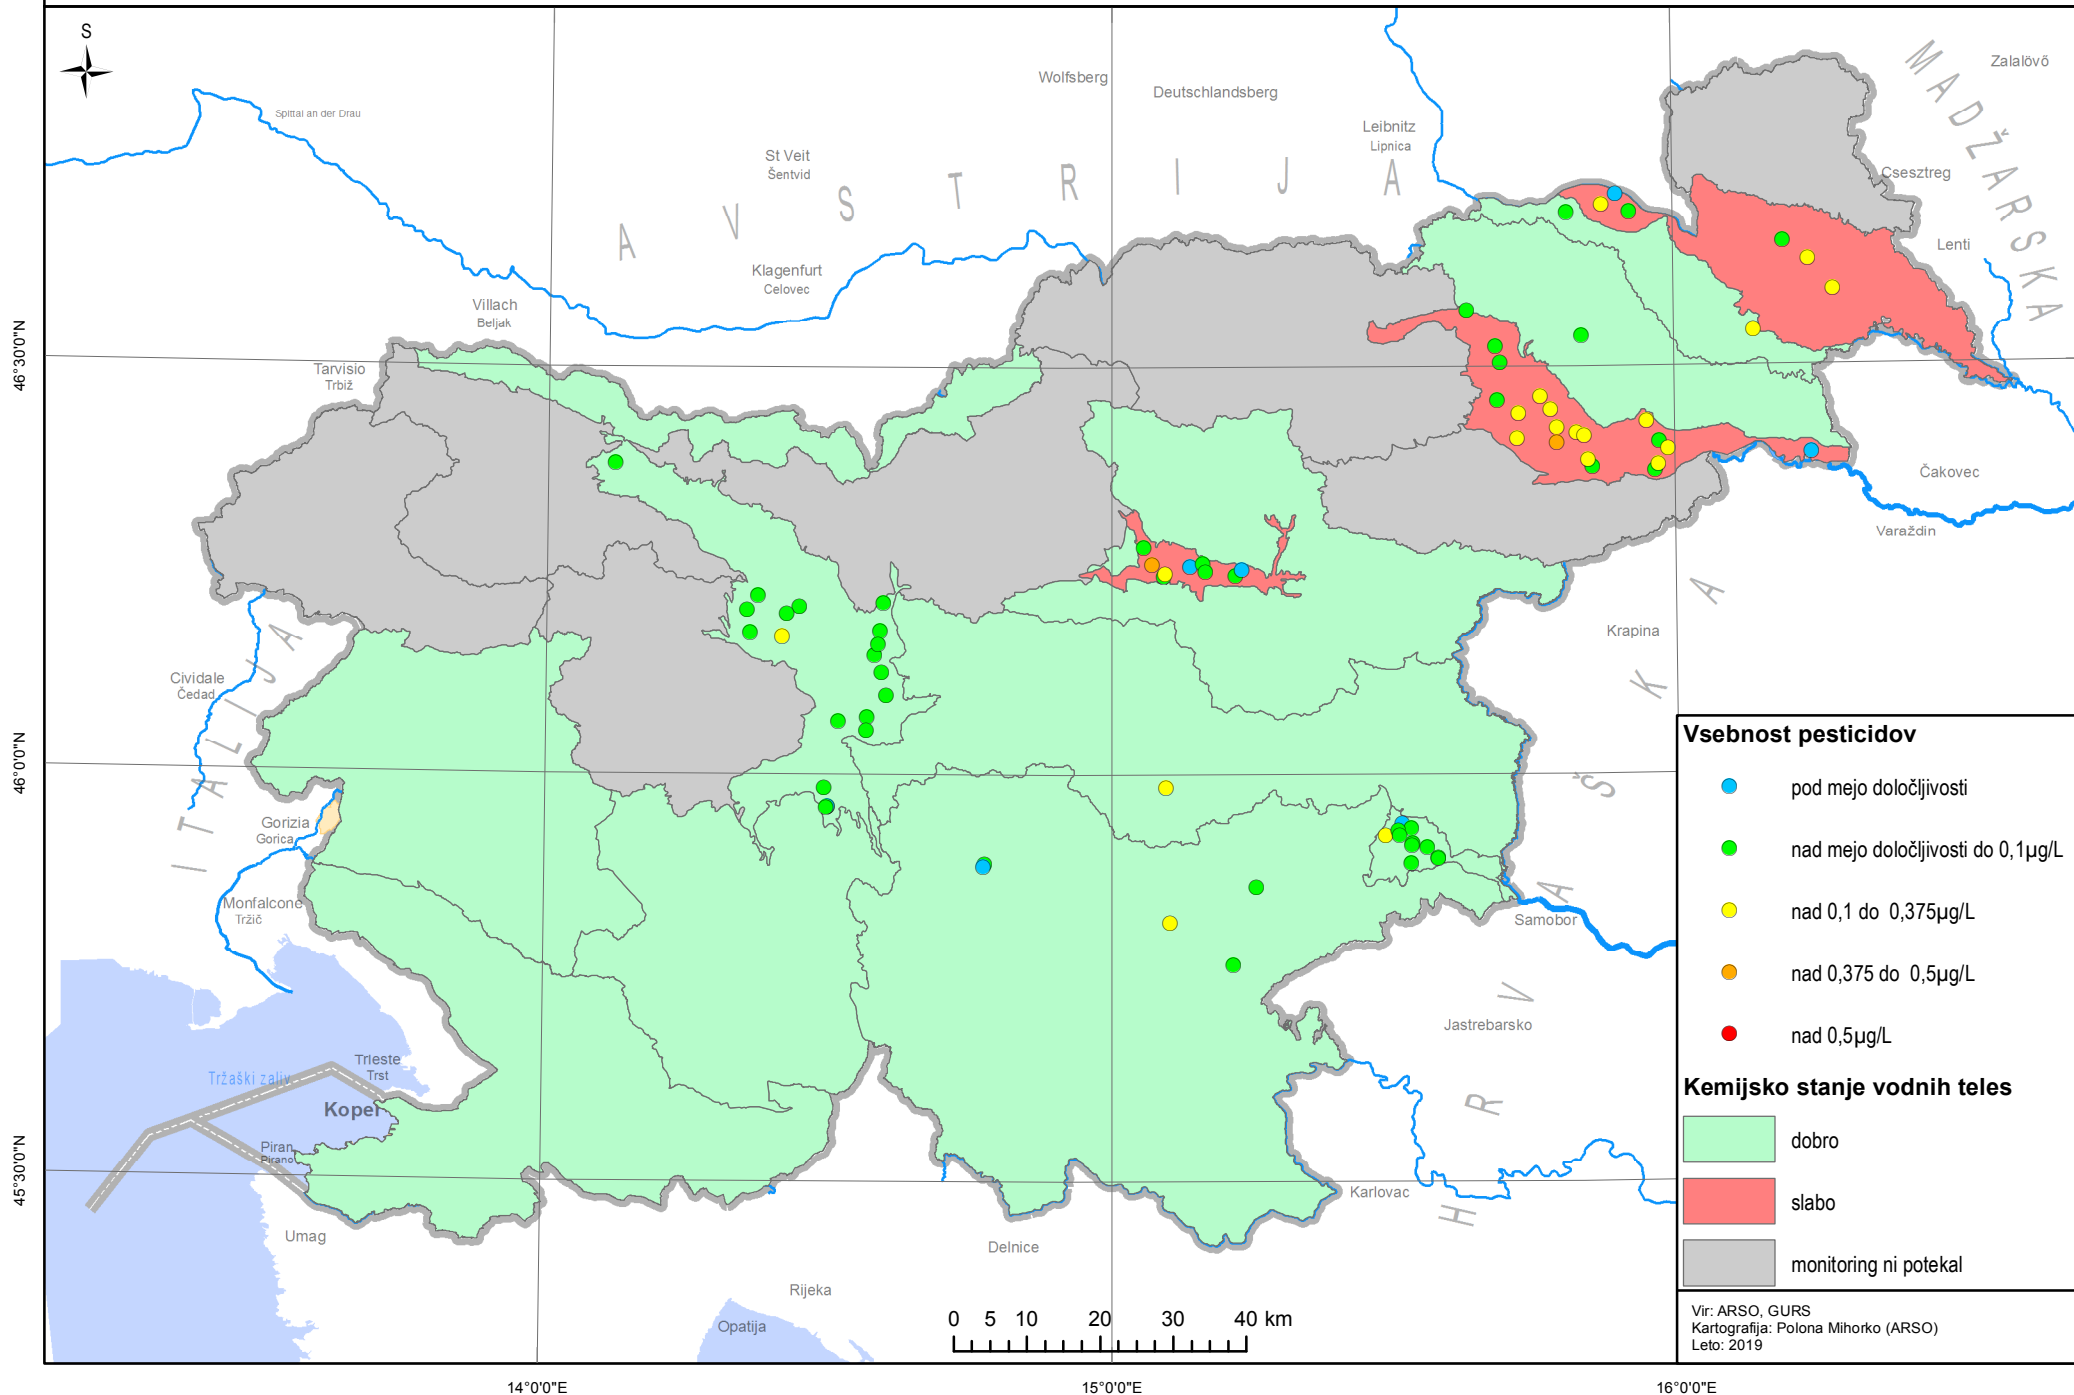 S
Zalalövő
Wolfsberg
Deutschlandsberg
MADŽARSKA
Spittal an der Drau
Leibnitz
Lipnica
St Veit
Šentvid
AVSTRIJA
Csesztreg
Lenti
Klagenfurt
Celovec
Villach
Beljak
46°30'0"N
Tarvisio
Trbiž
Čakovec
Varaždin
Krapina
ITALIJA
Cividale
Čedad
HRVAŠKA
46°0'0"N
Gorizia
Gorica
Monfalcone
Tržič
Samobor
Jastrebarsko
Trieste
Trst
Tržaški zaliv
Koper
45°30'0"N
Piran
Pirano
Karlovac
Umag
Delnice
Rijeka
Opatija
0 5 10 20 30 40 km
Vsebnost pesticidov
pod mejo določljivosti
nad mejo določljivosti do 0,1µg/L
nad 0,1 do 0,375µg/L
nad 0,375 do 0,5µg/L
nad 0,5µg/L
Kemijsko stanje vodnih teles
dobro
slabo
monitoring ni potekal
Vir: ARSO, GURS
Kartografija: Polona Mihorko (ARSO)
Leto: 2019
14°0'0"E
15°0'0"E
16°0'0"E